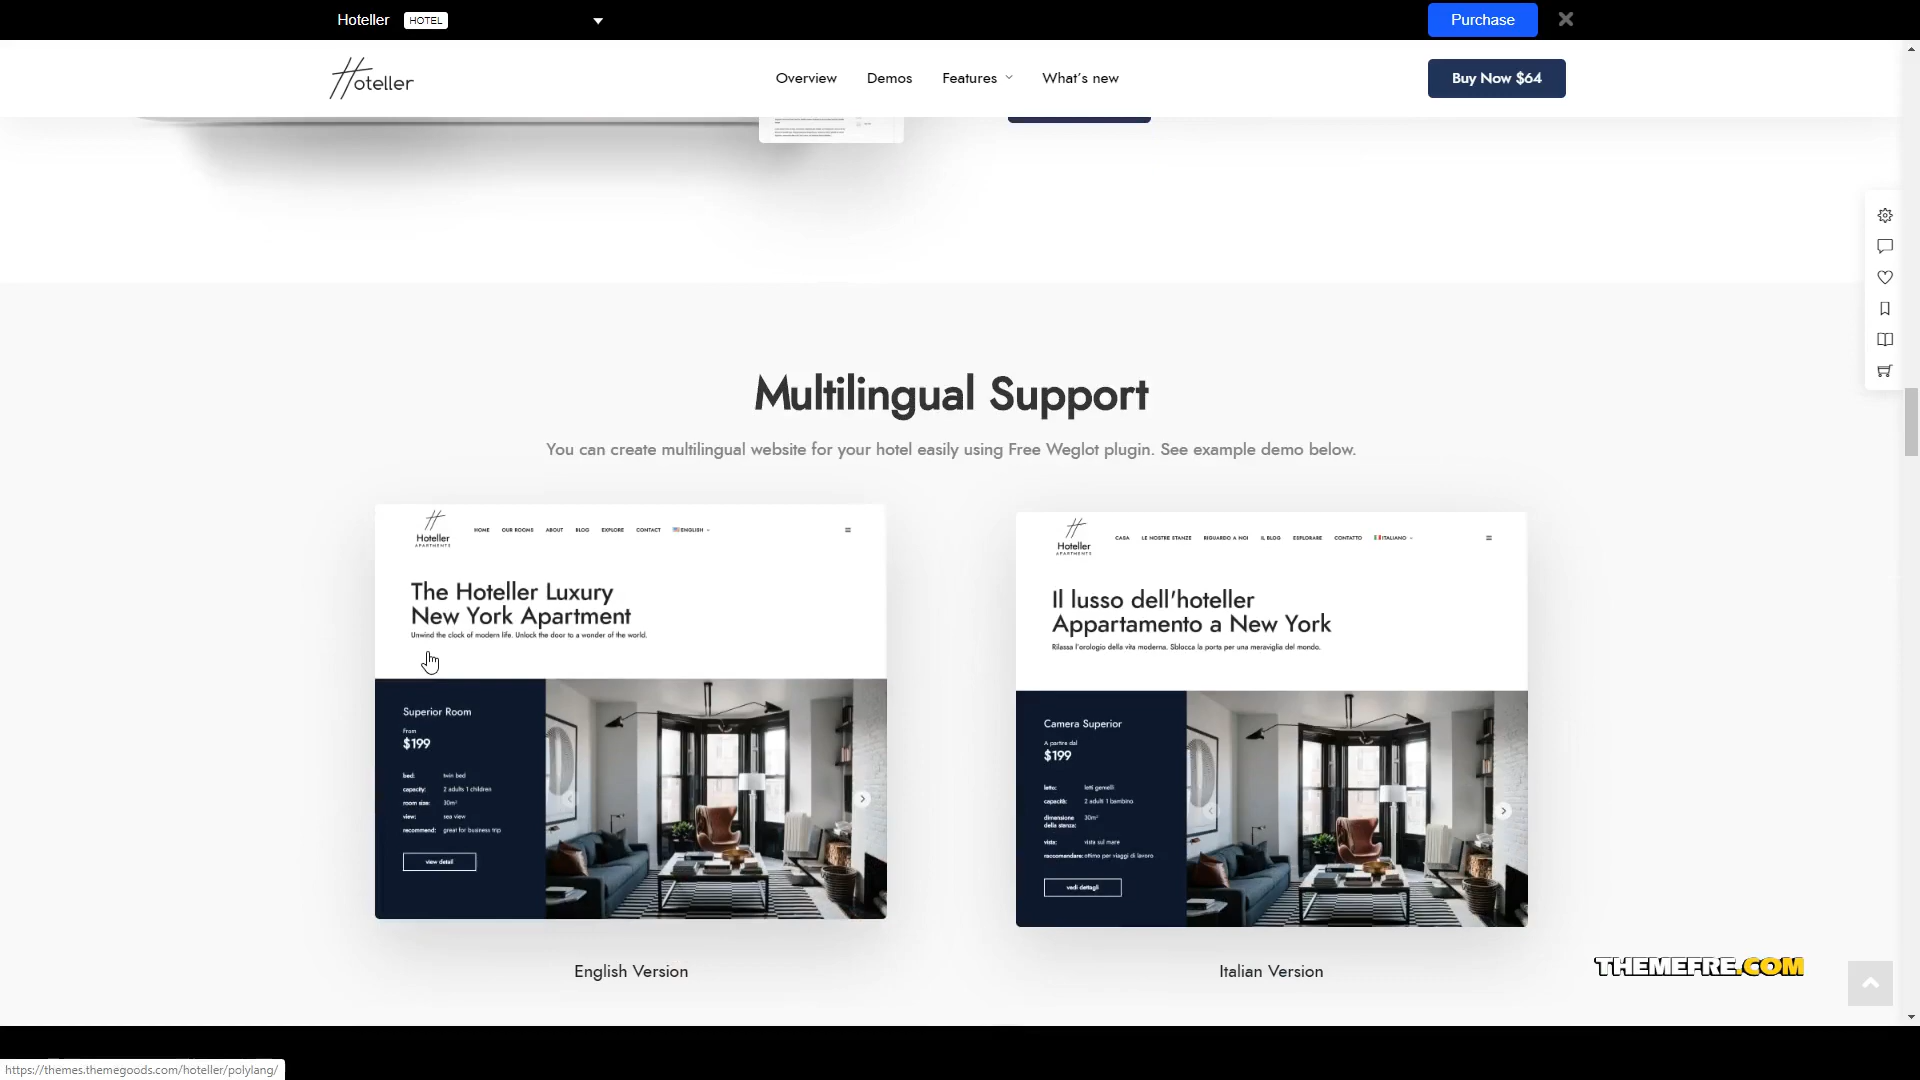 Hoteller HOTEL
Purchase
Hoteller
Overview
Demos
Features
What's new
Buy Now $64
Multilingual Support
You can create multilingual website for your hotel easily using Free Weglot plugin. See example demo below.
Hoteller
APARTMENTS
HOME
OUR ROOMS
ABOUT
BLOG
EXPLORE
CONTACT
ENGLISH
The Hoteller Luxury
New York Apartment
Unwind the clock of modern life. Unlock the door to a wonder of the world.
Superior Room
From
$199
bed: twin bed
capacity: 2 adults 1 children
room size: 30m²
view: sea view
recommend: great for business trip
view detail
English Version
Hoteller
APARTMENTS
CASA
LE NOSTRE STANZE
RIGUARDO A NOI
IL BLOG
ESPLORARE
CONTATTO
ITALIANO
Il lusso dell'hoteller
Appartamento a New York
Rilassa l'orologio della vita moderna. Sblocca la porta per una meraviglia del mondo.
Camera Superior
A partire dal
$199
letto: letti gemelli
capacità: 2 adulti 1 bambino
dimensione 30m²
della stanza:
vista: vista sul mare
raccomandare: ottimo per viaggi di lavoro
vedi dettagli
Italian Version
THEMEFRE.COM
https://themes.themegoods.com/hoteller/polylang/